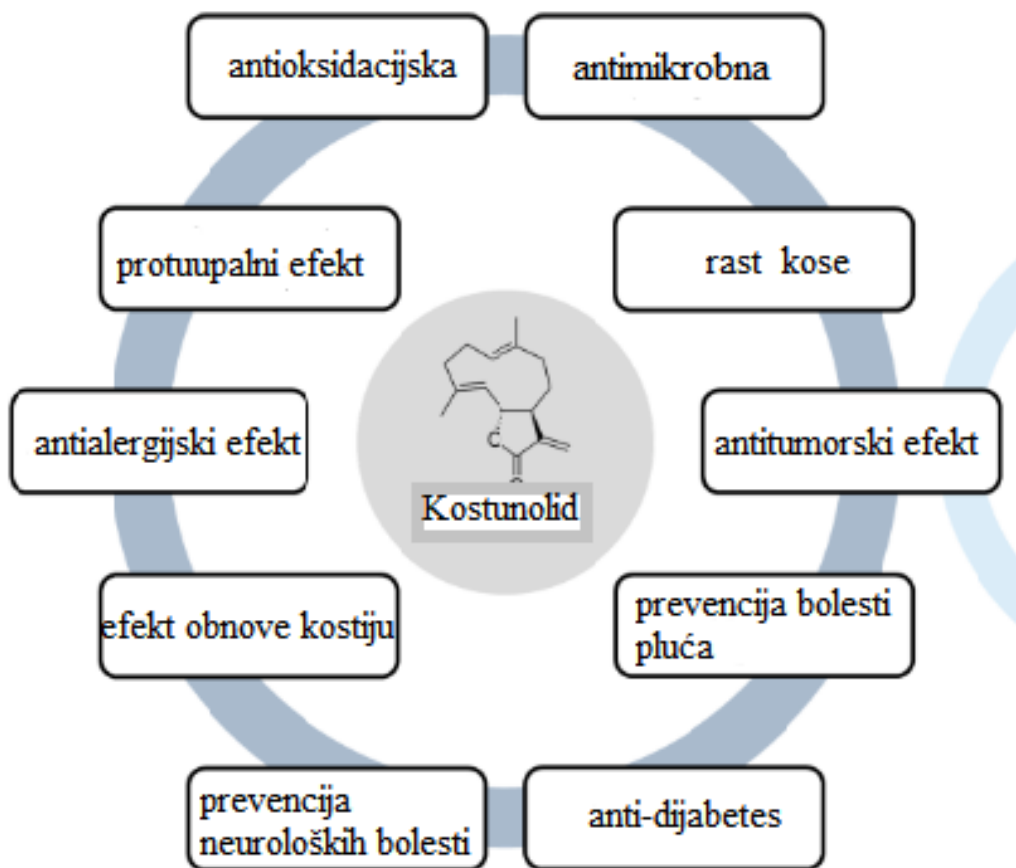 antioksidacijska
antimikrobna
protuupalni efekt
rast kose
antialergijski efekt
O
O
Kostunolid
antitumorski efekt
efekt obnove kostiju
prevencija bolesti
pluća
prevencija
neuroloških bolesti
anti-dijabetes